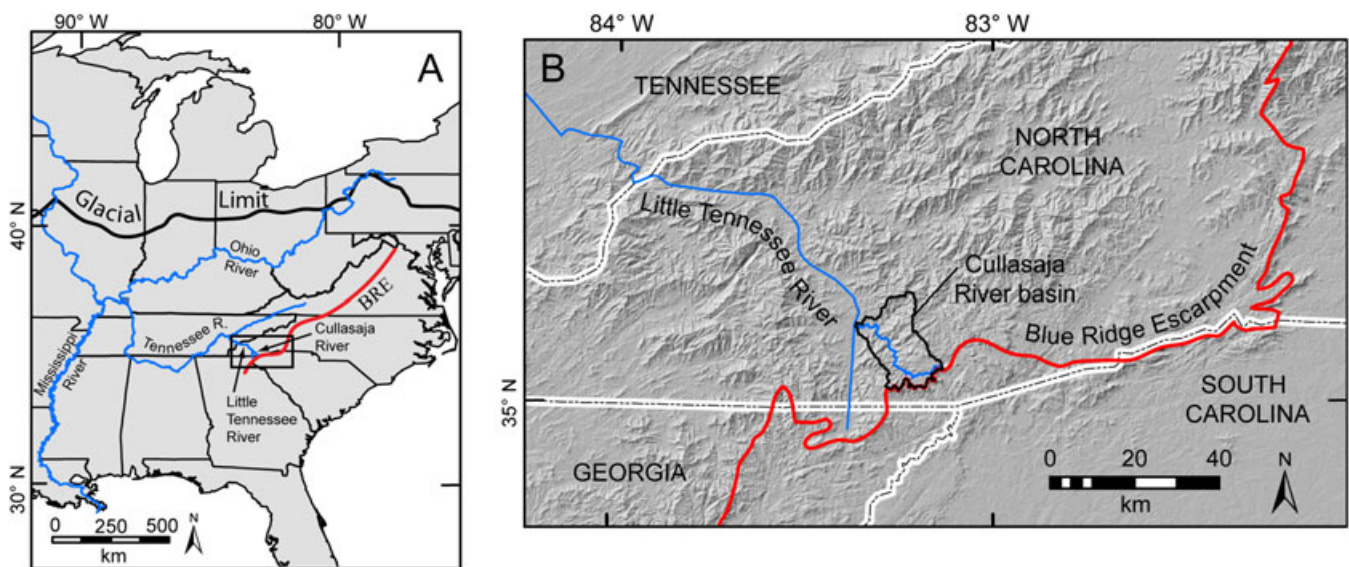 90° W
80° W
A
40° N
30° N
Glacial
Limit
Ohio
River
BRE
Tennessee R.
Cullasaja
River
Mississippi
River
Little
Tennessee
River
0 250 500
km
N
84° W
83° W
B
TENNESSEE
NORTH
CAROLINA
Little Tennessee River
Cullasaja
River basin
Blue Ridge Escarpment
35° N
SOUTH
CAROLINA
GEORGIA
0 20 40
km
N